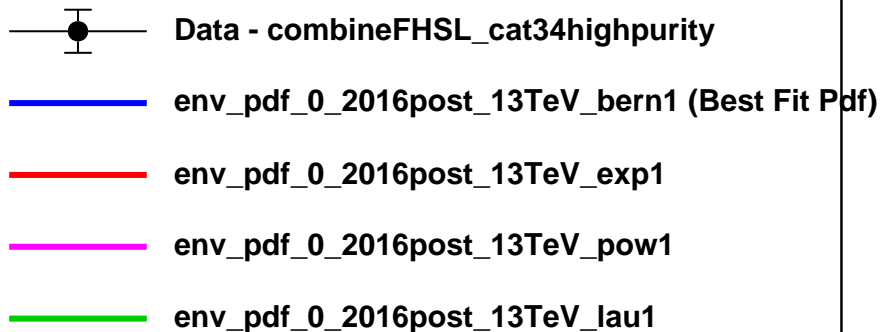 Data - combineFHSL_cat34highpurity
env_pdf_0_2016post_13TeV_bern1 (Best Fit Pdf)
env_pdf_0_2016post_13TeV_exp1
env_pdf_0_2016post_13TeV_pow1
env_pdf_0_2016post_13TeV_lau1